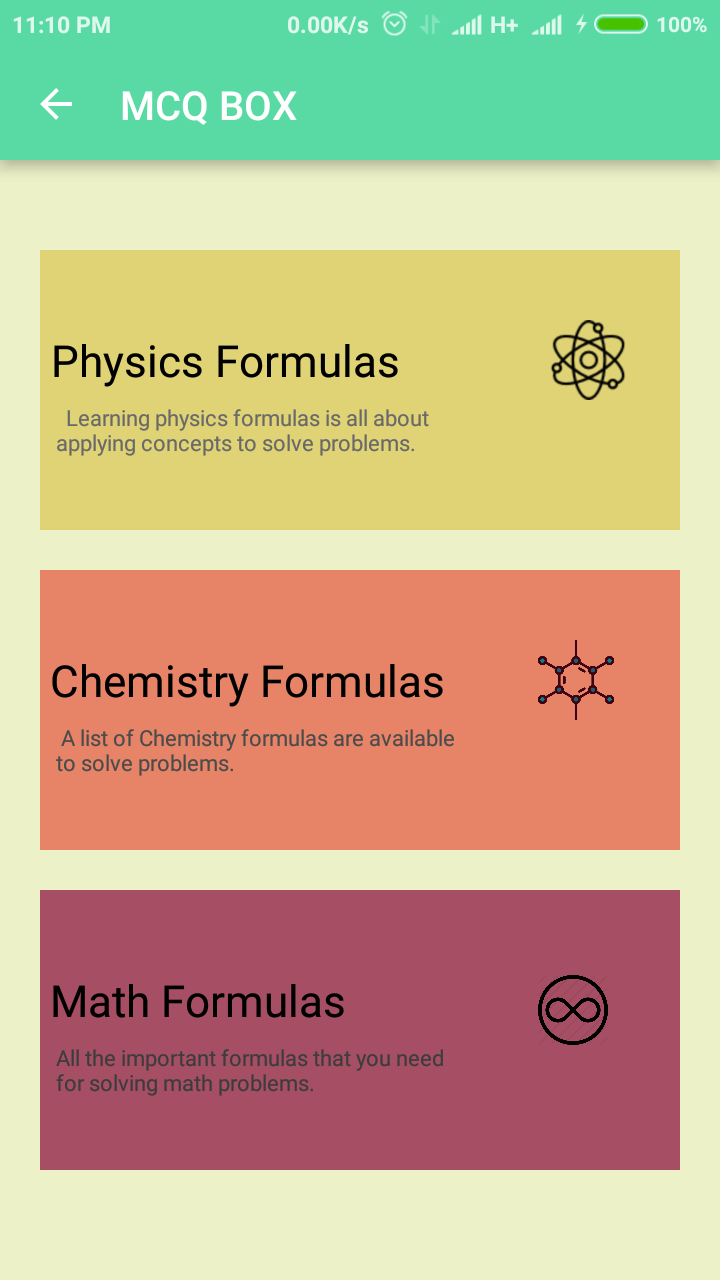 11:10 PM 0.00K/s H+ 100%
MCQ BOX
Physics Formulas
Learning physics formulas is all about
applying concepts to solve problems.
Chemistry Formulas
A list of Chemistry formulas are available
to solve problems.
Math Formulas
All the important formulas that you need
for solving math problems.